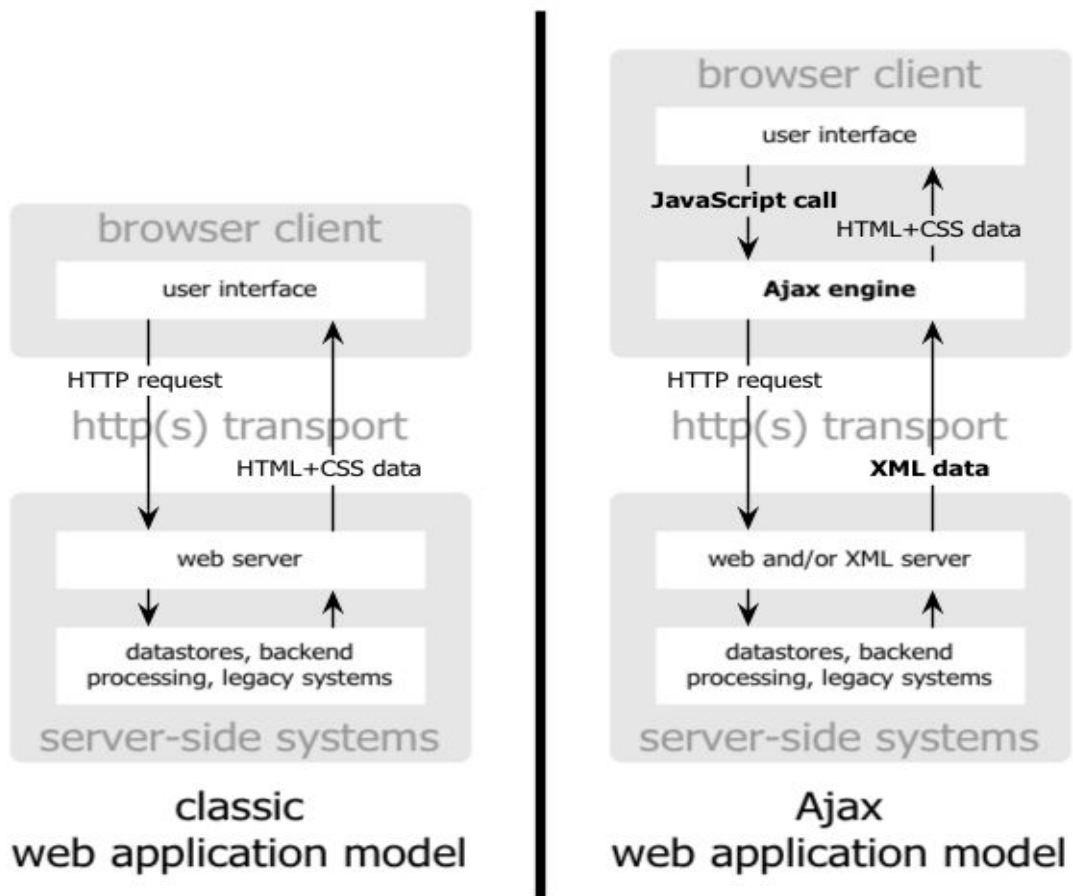 browser client
user interface
HTTP request
http(s) transport
HTML+CSS data
web server
datastores, backend
processing, legacy systems
server-side systems
classic
web application model
browser client
user interface
JavaScript call
HTML+CSS data
Ajax engine
HTTP request
http(s) transport
XML data
web and/or XML server
datastores, backend
processing, legacy systems
server-side systems
Ajax
web application model